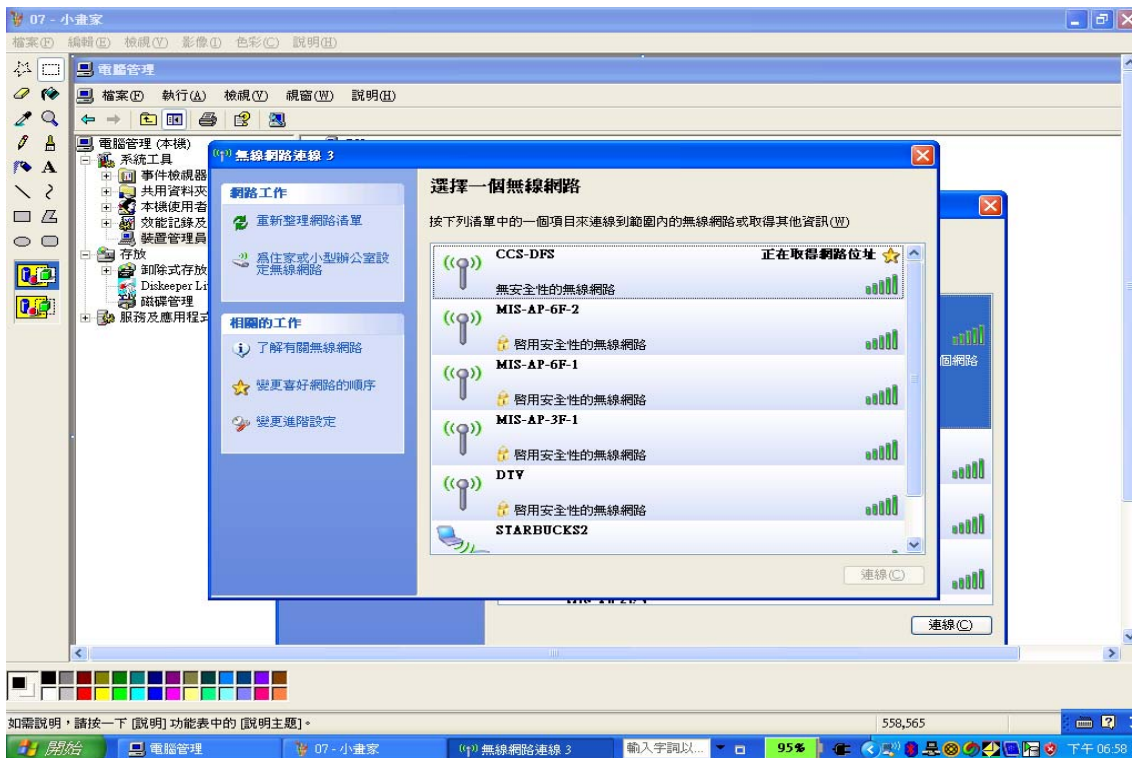 07 - 小畫家
檔案(F) 編輯(E) 檢視(V) 影像(I) 色彩(C) 說明(H)
電腦管理
檔案(F) 執行(A) 檢視(V) 視窗(W) 說明(H)
電腦管理 (本機)
系統工具
事件檢視器
共用資料夾
本機使用者
效能記錄及
裝置管理員
存放
卸除式存放
Diskeeper Li
磁碟管理
服務及應用程式
無線網路連線 3
網路工作
重新整理網路清單
為住家或小型辦公室設
定無線網路
相關的工作
了解有關無線網路
變更喜好網路的順序
變更進階設定
選擇一個無線網路
按下列清單中的一個項目來連線到範圍內的無線網路或取得其他資訊(W)
CCS-DFS 正在取得網路位址
無安全性的無線網路
MIS-AP-6F-2
啓用安全性的無線網路
MIS-AP-6F-1
啓用安全性的無線網路
MIS-AP-3F-1
啓用安全性的無線網路
DTV
啓用安全性的無線網路
STARBUCKS2
連線(C)
個網路
連線(C)
如需說明，請按一下 [說明] 功能表中的 [說明主題]。
558,565
開始
電腦管理
07 - 小畫家
無線網路連線 3
輸入字詞以...
95%
下午 06:58